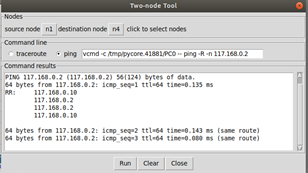 Two-node Tool
Nodes
source node n1 destination node n4 click to select nodes
Command line
traceroute ping vcmd -c /tmp/pycore.41881/PC0 -- ping -R -n 117.168.0.2
Command results
PING 117.168.0.2 (117.168.0.2) 56(124) bytes of data.
64 bytes from 117.168.0.2: icmp_seq=1 ttl=64 time=0.135 ms
RR: 117.168.0.10
117.168.0.2
117.168.0.2
117.168.0.10
64 bytes from 117.168.0.2: icmp_seq=2 ttl=64 time=0.143 ms (same route)
64 bytes from 117.168.0.2: icmp_seq=3 ttl=64 time=0.080 ms (same route)
Run Clear Close